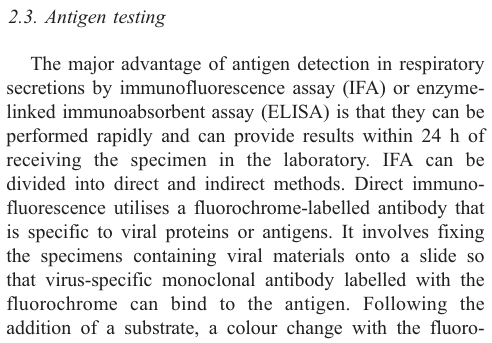 2.3. Antigen testing
The major advantage of antigen detection in respiratory
secretions by immunofluorescence assay (IFA) or enzyme-
linked immunoabsorbent assay (ELISA) is that they can be
performed rapidly and can provide results within 24 h of
receiving the specimen in the laboratory. IFA can be
divided into direct and indirect methods. Direct immuno-
fluorescence utilises a fluorochrome-labelled antibody that
is specific to viral proteins or antigens. It involves fixing
the specimens containing viral materials onto a slide so
that virus-specific monoclonal antibody labelled with the
fluorochrome can bind to the antigen. Following the
addition of a substrate, a colour change with the fluoro-